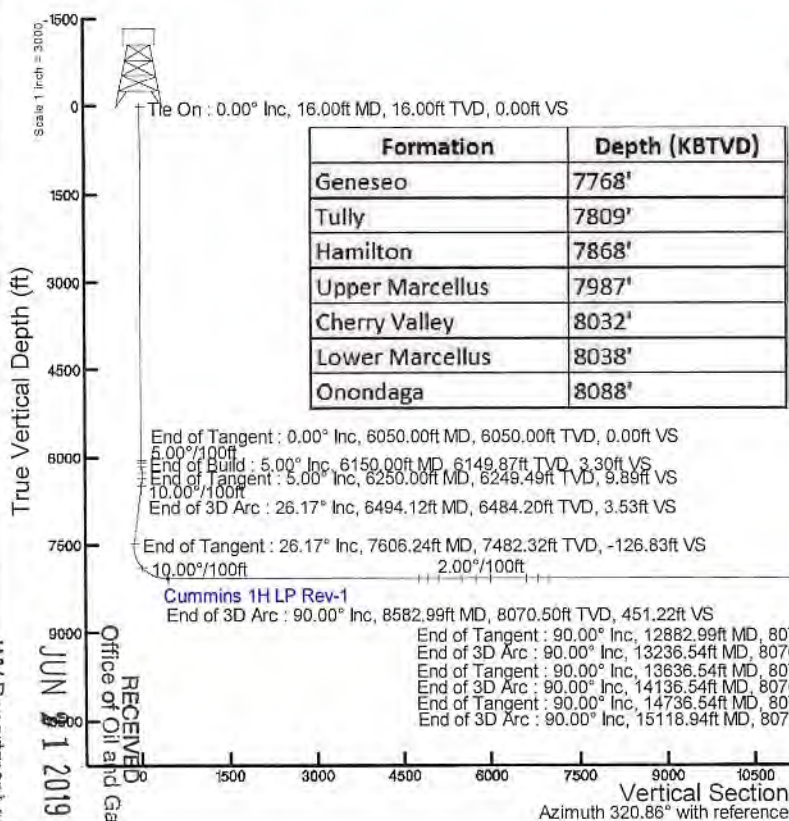 Scale 1 inch = 3000
True Vertical Depth (ft)
-1500
0
1500
3000
4500
6000
7500
9000
Tie On : 0.00° Inc, 16.00ft MD, 16.00ft TVD, 0.00ft VS
Formation Depth (KBTVD)
Geneseo 7768'
Tully 7809'
Hamilton 7868'
Upper Marcellus 7987'
Cherry Valley 8032'
Lower Marcellus 8038'
Onondaga 8088'
End of Tangent : 0.00° Inc, 6050.00ft MD, 6050.00ft TVD, 0.00ft VS
5.00°/100ft
End of Build : 5.00° Inc, 6150.00ft MD, 6149.87ft TVD, 3.30ft VS
End of Tangent : 5.00° Inc, 6250.00ft MD, 6249.49ft TVD, 9.89ft VS
10.00°/100ft
End of 3D Arc : 26.17° Inc, 6494.12ft MD, 6484.20ft TVD, 3.53ft VS
End of Tangent : 26.17° Inc, 7606.24ft MD, 7482.32ft TVD, -126.83ft VS
10.00°/100ft 2.00°/100ft
Cummins 1H LP Rev-1
End of 3D Arc : 90.00° Inc, 8582.99ft MD, 8070.50ft TVD, 451.22ft VS
End of Tangent : 90.00° Inc, 12882.99ft MD, 807
End of 3D Arc : 90.00° Inc, 13236.54ft MD, 807
End of Tangent : 90.00° Inc, 13636.54ft MD, 807
End of 3D Arc : 90.00° Inc, 14136.54ft MD, 807
End of Tangent : 90.00° Inc, 14736.54ft MD, 807
End of 3D Arc : 90.00° Inc, 15118.94ft MD, 807
RECEIVED
Office of Oil and Ga
JUN 1 2019
1500 3000 4500 6000 7500 9000 10500
Vertical Section
Azimuth 320.86° with reference